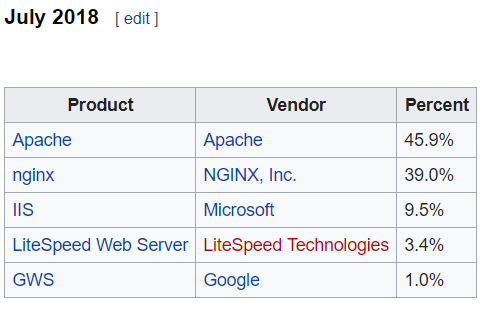 July 2018 [ edit ]
Product Vendor Percent
Apache Apache 45.9%
nginx NGINX, Inc. 39.0%
IIS Microsoft 9.5%
LiteSpeed Web Server LiteSpeed Technologies 3.4%
GWS Google 1.0%